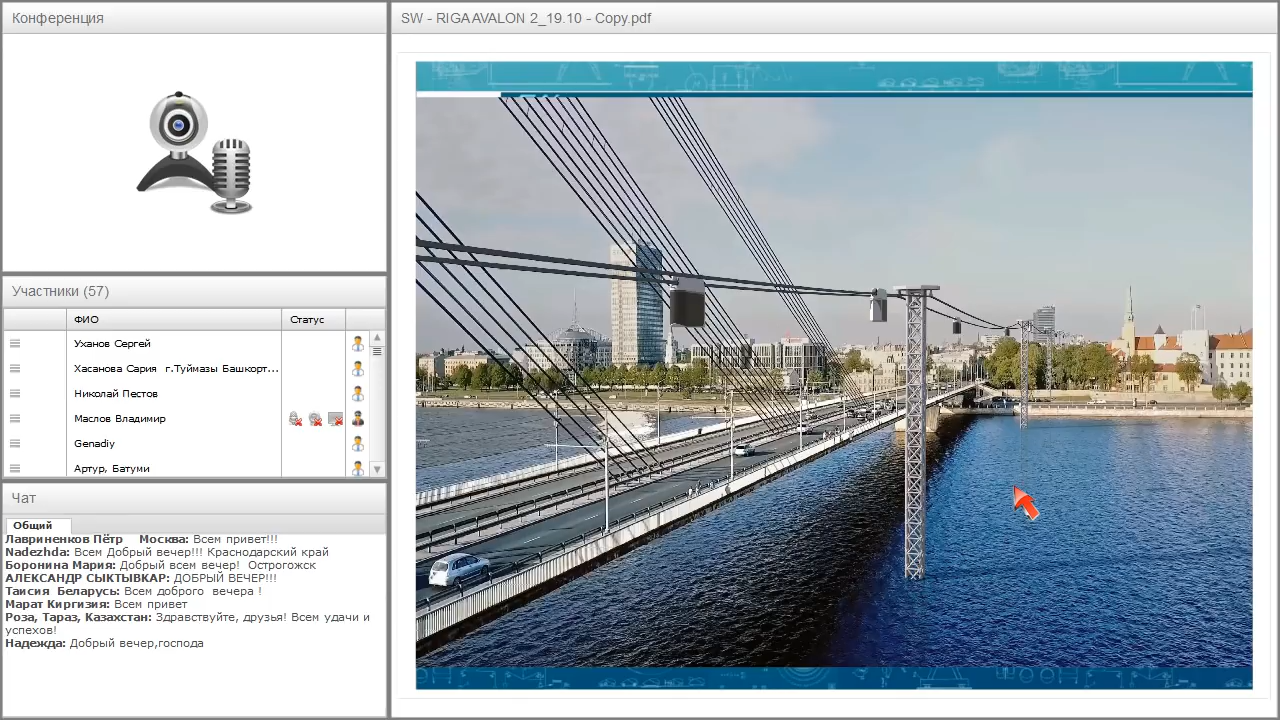 Конференция
SW - RIGAAVALON 2_19.10 - Copy.pdf
Участники (57)
ФИО
Статус
Уханов Сергей
Хасанова Сария г.Туймазы Башкорт...
Николай Пестов
Маслов Владимир
Genadiy
Артур, Батуми
Чат
Общий
Лавриненков Пётр Москва: Всем привет!!!
Nadezhda: Всем Добрый вечер!!! Краснодарский край
Боронина Мария: Добрый всем вечер! Острогожск
АЛЕКСАНДР СЫКТЫВКАР: ДОБРЫЙ ВЕЧЕР!!!
Таисия Беларусь: Всем доброго вечера !
Марат Киргизия: Всем привет
Роза, Тараз, Казахстан: Здравствуйте, друзья! Всем удачи и
успехов!
Надежда: Добрый вечер,господа